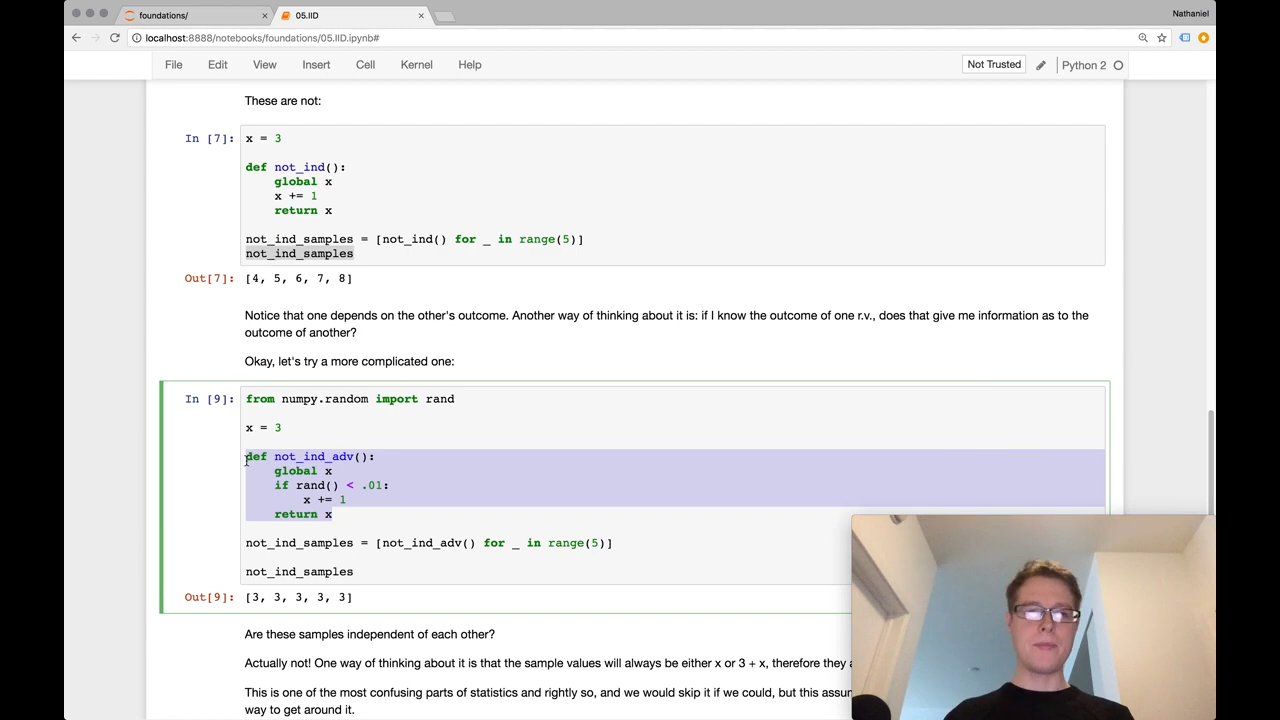 Nathaniel
foundations/
05.IID
localhost:8888/notebooks/foundations/05.IID.ipynb#
File Edit View Insert Cell Kernel Help Not Trusted Python 2
These are not:
In [7]: x = 3
def not_ind():
global x
x += 1
return x
not_ind_samples = [not_ind() for _ in range(5)]
not_ind_samples
Out[7]: [4, 5, 6, 7, 8]
Notice that one depends on the other's outcome. Another way of thinking about it is: if I know the outcome of one r.v., does that give me information as to the
outcome of another?
Okay, let's try a more complicated one:
In [9]: from numpy.random import rand
x = 3
def not_ind_adv():
global x
if rand() < .01:
x += 1
return x
not_ind_samples = [not_ind_adv() for _ in range(5)]
not_ind_samples
Out[9]: [3, 3, 3, 3, 3]
Are these samples independent of each other?
Actually not! One way of thinking about it is that the sample values will always be either x or 3 + x, therefore they
This is one of the most confusing parts of statistics and rightly so, and we would skip it if we could, but this assum
way to get around it.